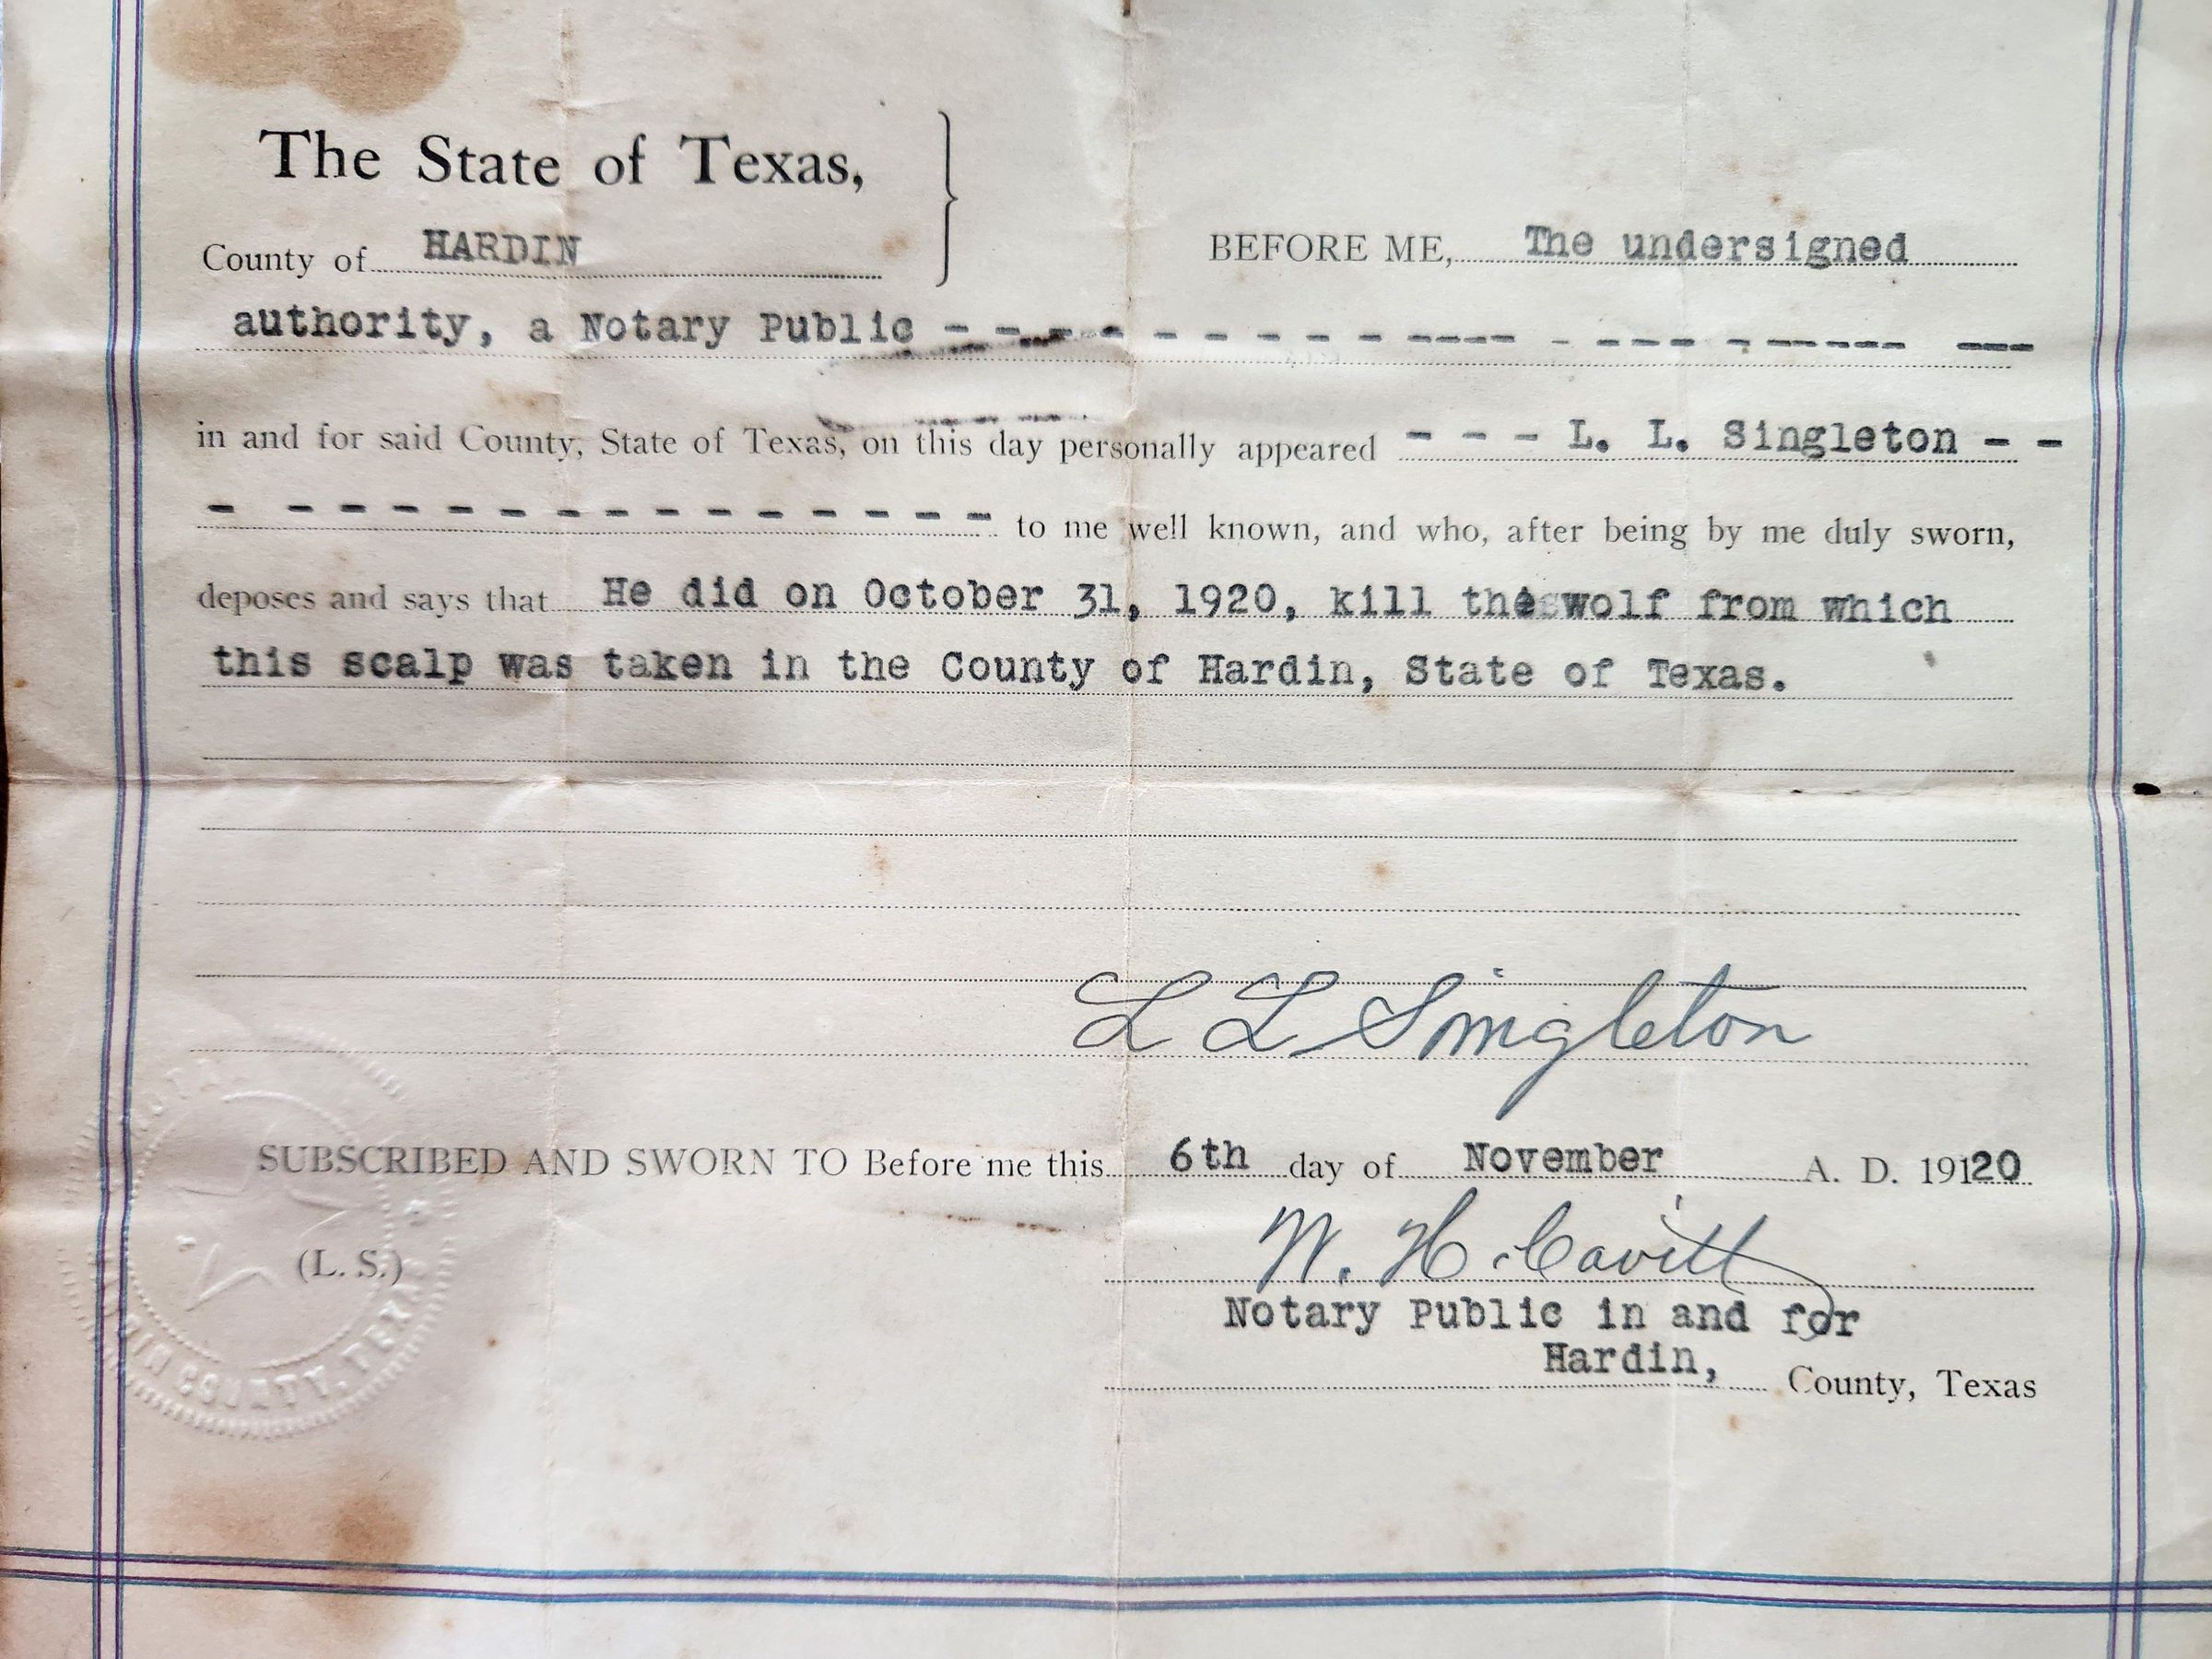 The State of Texas,
County of HARDIN
BEFORE ME, The undersigned
authority, a Notary Public - - - - - - - - - - ---- - --- - ----- ---
in and for said County, State of Texas, on this day personally appeared - - - L. L. Singleton - -
- - - - - - - - - - - - - - - to me well known, and who, after being by me duly sworn,
deposes and says that He did on October 31, 1920, kill the wolf from which
this scalp was taken in the County of Hardin, State of Texas.
L L Singleton
SUBSCRIBED AND SWORN TO Before me this 6th day of November A. D. 19120
(L. S.)
W. H. Cavitt
Notary Public in and for
Hardin,
County, Texas
COUNTY, TEXAS